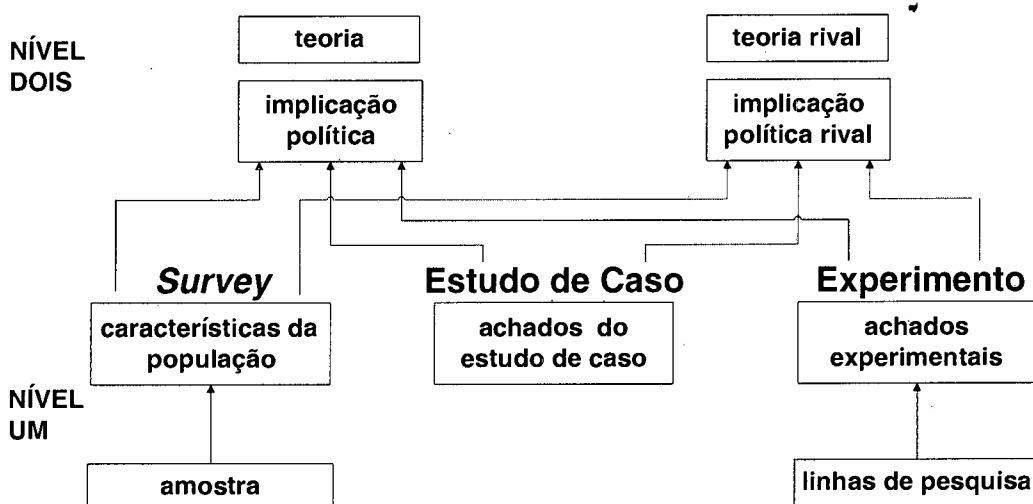 NÍVEL
DOIS
teoria
teoria rival
implicação
política
implicação
política rival
Survey
Estudo de Caso
Experimento
características da
população
achados do
estudo de caso
achados
experimentais
NÍVEL
UM
amostra
linhas de pesquisa